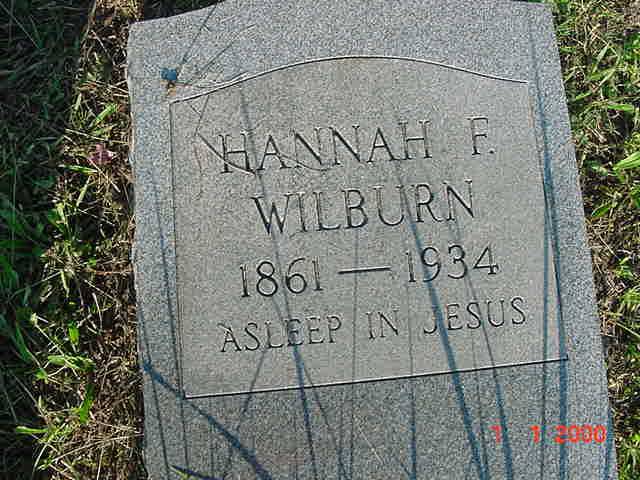 HANNAH F.
WILBURN
1861 — 1934
ASLEEP IN JESUS
1 1 2000